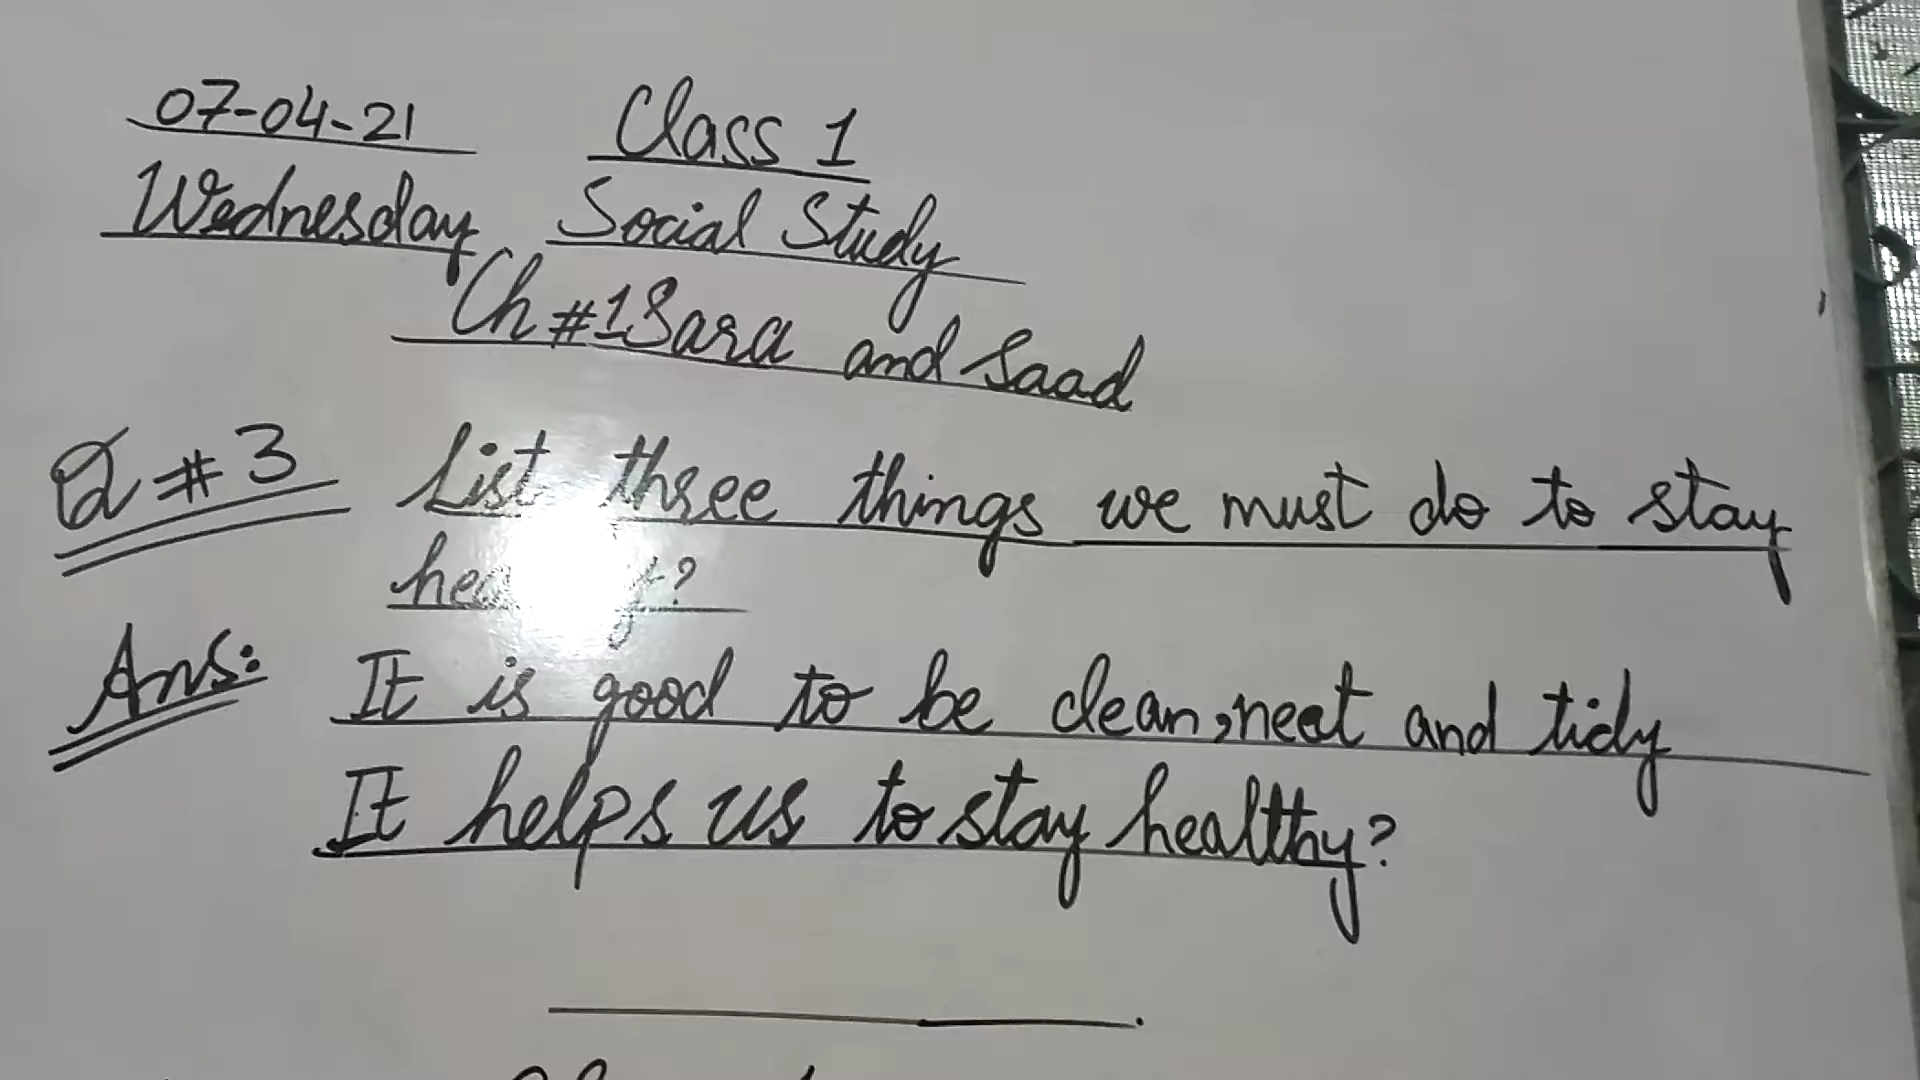 07-04-21 Class 1
Wednesday Social Study
Ch #1 Sara and Saad
Q # 3 List three things we must do to stay
?
Ans: It is good to be clean, neat and tidy
It helps us to stay healthy?